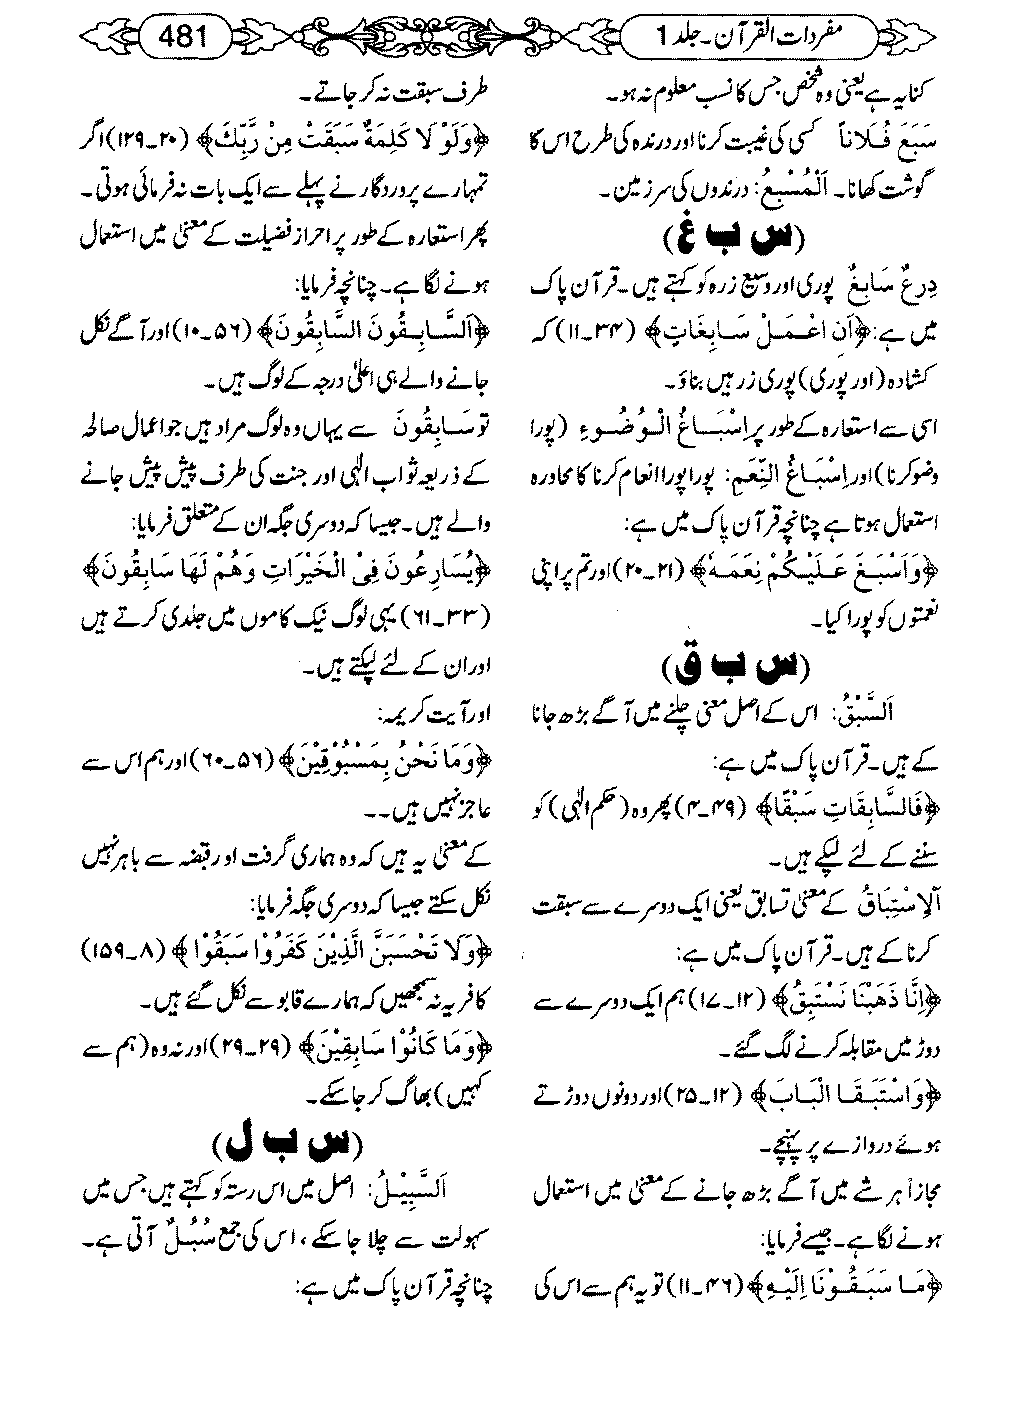 مفردات القرآن۔ جلد 1
481
کنایہ ہے یعنی وہ شخص جس کا نسب معلوم نہ ہو۔
سَبَعَ فُلَاناً کسی کی غیبت کرنا اور درندہ کی طرح اس کا
گوشت کھانا۔ اَلْمُسْبِعُ: درندوں کی سرزمین۔
(س ب غ)
دِرعٌ سَابِغٌ پوری اور وسیع زرہ کو کہتے ہیں۔ قرآن پاک
میں ہے: ﴿اَنِ اعْمَلْ سَابِغَاتٍ﴾ (۳۴۔۱۱) کہ
کشادہ (اور پوری) پوری زرہیں بناؤ۔
اسی سے استعارہ کے طور پر اِسْبَاغُ الْوُضُوءِ (پورا
وضو کرنا) اور اِسْبَاغُ النِّعَمِ: پورا پورا انعام کرنا کا محاورہ
استعمال ہوتا ہے چنانچہ قرآن پاک میں ہے:
﴿وَاَسْبَغَ عَلَیْکُمْ نِعَمَہٗ﴾ (۲۱۔۲۰) اور تم پر اپنی
نعمتوں کو پورا کیا۔
(س ب ق)
اَلسَّبْقُ: اس کے اصل معنی چلنے میں آگے بڑھ جانا
کے ہیں۔ قرآن پاک میں ہے:
﴿فَالسَّابِقَاتِ سَبْقًا﴾ (۴۹۔۴) پھر وہ (حکم الٰہی) کو
سننے کے لئے لپکے ہیں۔
اَلْاِسْتِبَاقُ کے معنی تسابق یعنی ایک دوسرے سے سبقت
کرنا کے ہیں۔ قرآن پاک میں ہے:
﴿اِنَّا ذَھَبْنَا نَسْتَبِقُ﴾ (۱۲۔۱۷) ہم ایک دوسرے سے
دوڑ میں مقابلہ کرنے لگ گئے۔
﴿وَاسْتَبَقَا الْبَابَ﴾ (۱۲۔۲۵) اور دونوں دوڑتے
ہوئے دروازے پر پہنچے۔
مجازاً ہر شے میں آگے بڑھ جانے کے معنی میں استعمال
ہونے لگا ہے۔ جیسے فرمایا:
﴿مَا سَبَقُوْنَا اِلَیْہِ﴾ (۴۶۔۱۱) تو یہ ہم سے اس کی
طرف سبقت نہ کر جاتے۔
﴿وَلَوْ لَا کَلِمَۃٌ سَبَقَتْ مِنْ رَّبِّکَ﴾ (۲۰۔۱۲۹) اگر
تمہارے پروردگار نے پہلے سے ایک بات نہ فرمائی ہوتی۔
پھر استعارہ کے طور پر احراز فضیلت کے معنی میں استعمال
ہونے لگا ہے۔ چنانچہ فرمایا:
﴿اَلسَّابِقُونَ السَّابِقُونَ﴾ (۵۶۔۱۰) اور آگے نکل
جانے والے ہی اعلیٰ درجہ کے لوگ ہیں۔
تو سَابِقُونَ سے یہاں وہ لوگ مراد ہیں جو اعمال صالحہ
کے ذریعہ ثواب الٰہی اور جنت کی طرف پیش پیش جانے
والے ہیں۔ جیسا کہ دوسری جگہ ان کے متعلق فرمایا:
﴿یُسَارِعُونَ فِیْ الْخَیْرَاتِ وَھُمْ لَھَا سَابِقُونَ﴾
(۳۳۔۶۱) یہی لوگ نیک کاموں میں جلدی کرتے ہیں
اور ان کے لئے لپکتے ہیں۔
اور آیت کریمہ:
﴿وَمَا نَحْنُ بِمَسْبُوْقِیْنَ﴾ (۵۶۔۶۰) اور ہم اس سے
عاجز نہیں ہیں۔۔
کے معنی یہ ہیں کہ وہ ہماری گرفت اور قبضہ سے باہر نہیں
نکل سکتے جیسا کہ دوسری جگہ فرمایا:
﴿وَلَا تَحْسَبَنَّ الَّذِیْنَ کَفَرُوْا سَبَقُوْا﴾ (۸۔۱۵۹)
کافر یہ نہ سمجھیں کہ ہمارے قابو سے نکل گئے ہیں۔
﴿وَمَا کَانُوْا سَابِقِیْنَ﴾ (۲۹۔۲۹) اور نہ وہ (ہم سے
کہیں) بھاگ کر جا سکے۔
(س ب ل)
اَلسَّبِیْلُ: اصل میں اس رستہ کو کہتے ہیں جس میں
سہولت سے چلا جا سکے، اس کی جمع سُبُلٌ آتی ہے۔
چنانچہ قرآن پاک میں ہے: